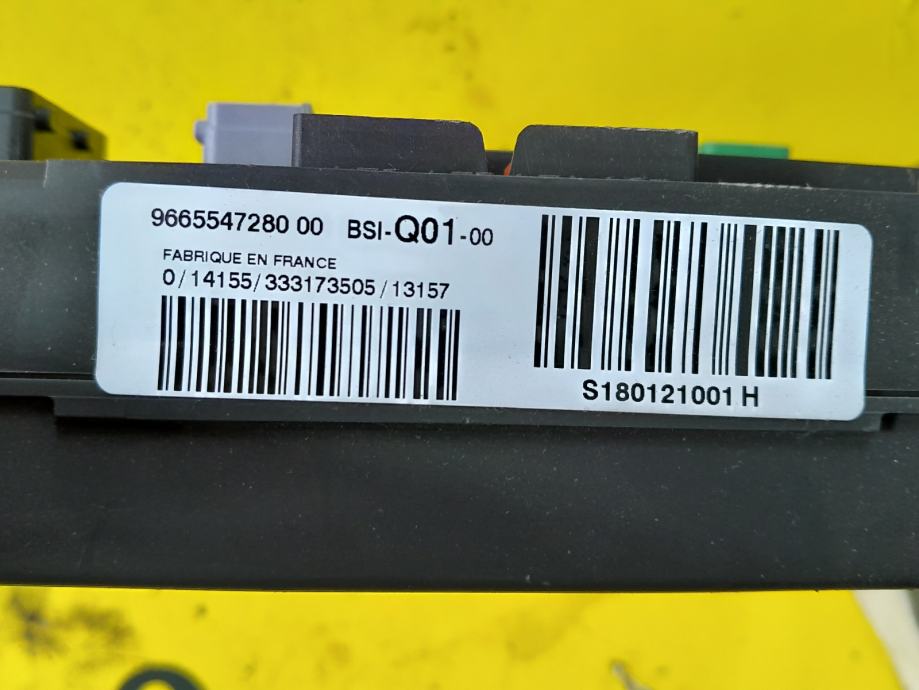 9665547280 00 BSI-Q01-00
FABRIQUE EN FRANCE
0/14155/333173505/13157
S180121001 H